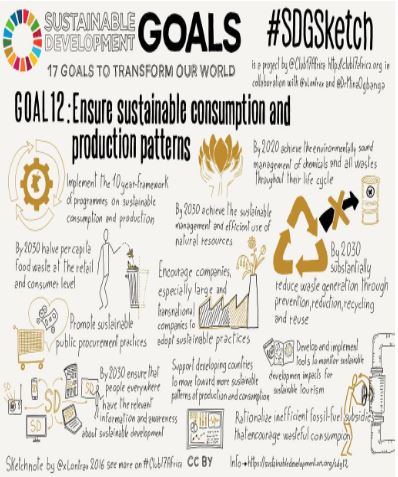 SUSTAINABLE
DEVELOPMENT
GOALS
17 GOALS TO TRANSFORM OUR WORLD
#SDGSketch
is a project by @Club17Africa http://club17africa.org in
collaboration with @xLontrax and @DrMinaOgbanga
GOAL 12: Ensure sustainable consumption and
production patterns
Implement the 10 year-framework
of programmes on sustainable
consumption and production
By 2030 achieve the sustainable
management and efficient use of
natural resources
By 2020 achieve the environmentally sound
management of chemicals and all wastes
throughout their life cycle
By 2030 halve per capita
food waste at the retail
and consumer level
Encourage companies,
especially large and
transnational
companies to
adopt sustainable practices
By 2030
substantially
reduce waste generation through
prevention, reduction, recycling
and reuse
Promote sustainable
public procurement practices
Develop and implement
tools to monitor sustainable
development impacts for
sustainable tourism
SD
SD
SD
SD
By 2030 ensure that
people everywhere
have the relevant
information and awareness
about sustainable development
Support developing countries
to move toward more sustainable
patterns of production and consumption
Rationalize inefficient fossil-fuel subsidies
that encourage wasteful consumption
Sketchnote by @xLontrax 2016 see more on #Club17Africa
CC BY
Info→https://sustainabledevelopment.un.org/sdg12